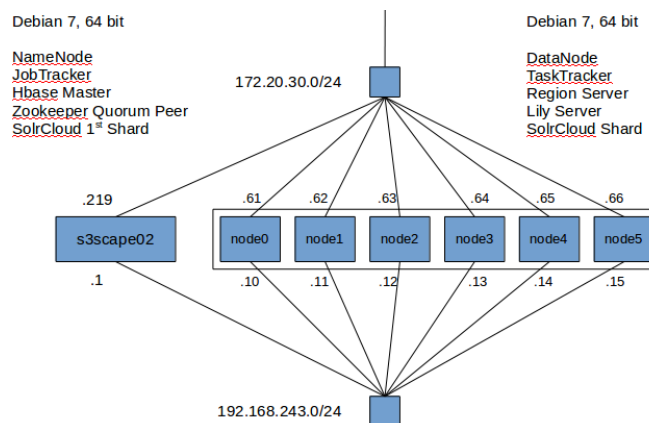 Debian 7, 64 bit
NameNode
JobTracker
Hbase Master
Zookeeper Quorum Peer
SolrCloud 1st Shard
Debian 7, 64 bit
DataNode
TaskTracker
Region Server
Lily Server
SolrCloud Shard
172.20.30.0/24
.219
.61
.62
.63
.64
.65
.66
s3scape02
node0
node1
node2
node3
node4
node5
.1
.10
.11
.12
.13
.14
.15
192.168.243.0/24